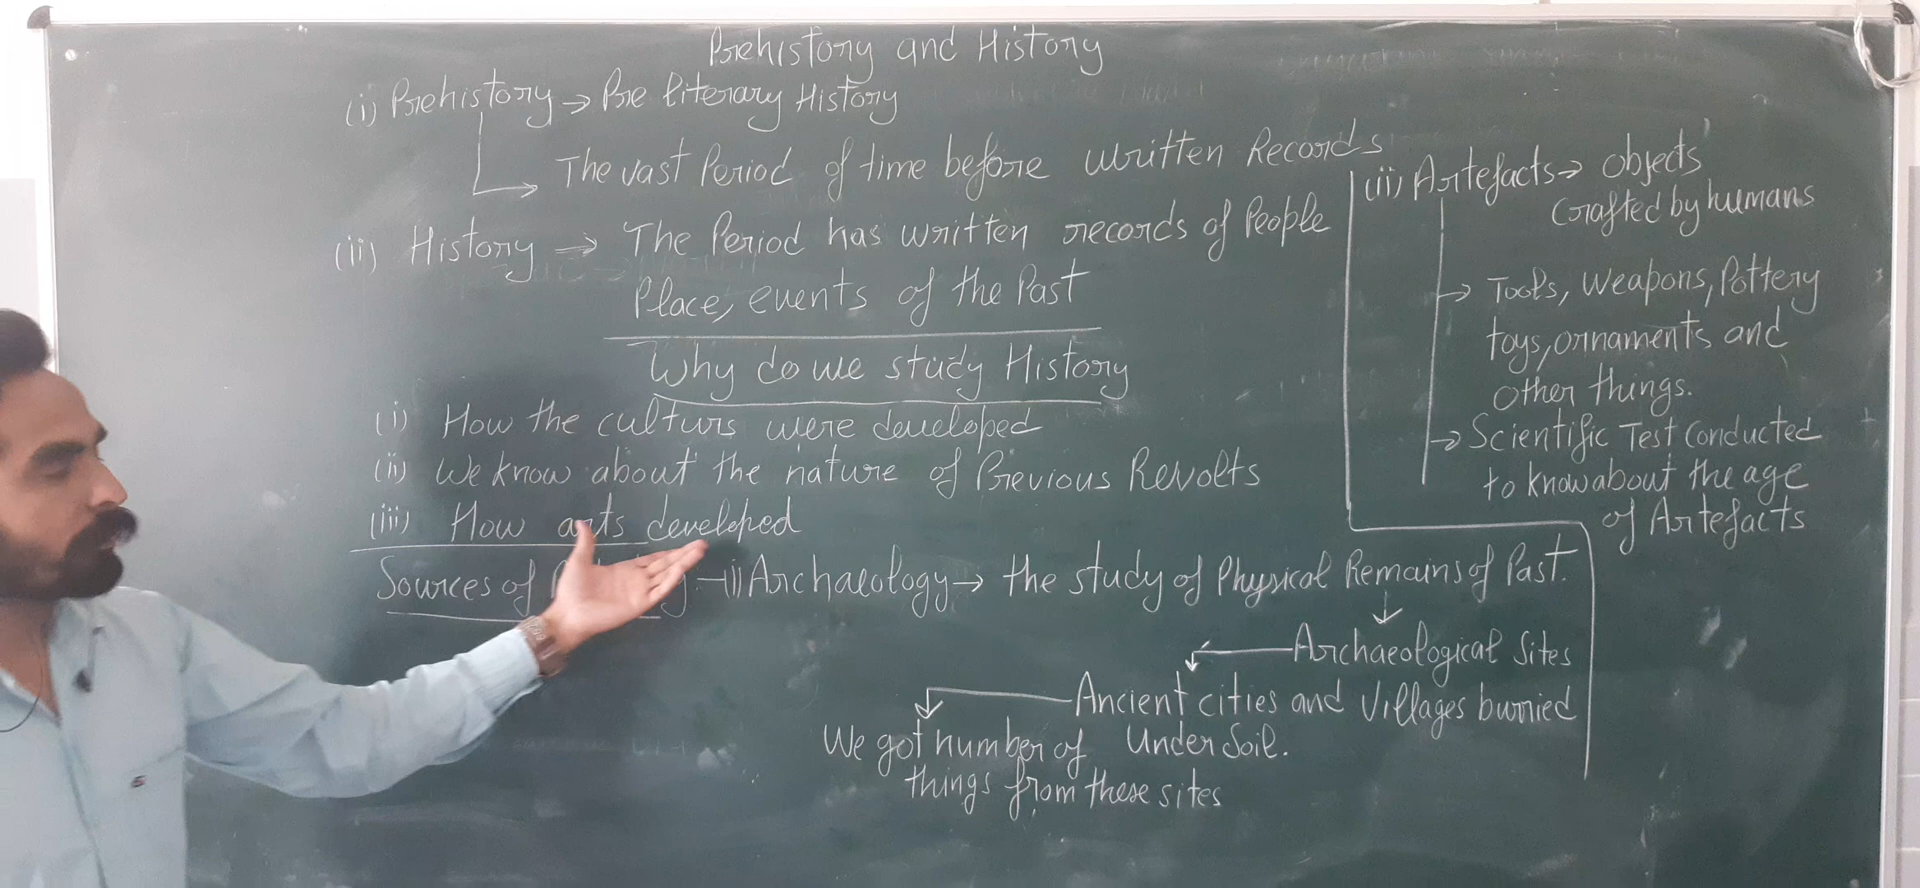 Prehistory and History
(i) Prehistory → Pre literary History
→ The vast Period of time before written Records
(ii) History → The Period has written records of People
Place, events of the Past
Why do we study History
(i) How the culturs were developed
(ii) We know about the nature of Previous Revolts
(iii) How arts developed
Sources of
(i) Archaeology → the study of Physical Remains of Past.
Archaeological Sites
Ancient cities and Villages burried
Under Soil.
We got number of
things from these sites
(ii) Artefacts → objects
Crafted by humans
→ Tools, Weapons, Pottery
toys, ornaments and
other things.
→ Scientific Test Conducted
to know about the age
of Artefacts